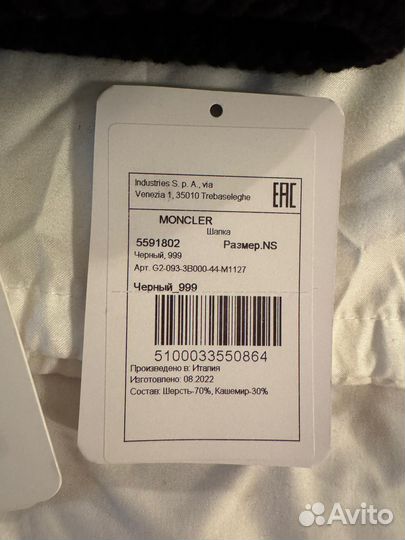 Industries S. p. A., via
Venezia 1, 35010 Trebaseleghe
EAC
MONCLER
Шапка
5591802 Размер.NS
Черный, 999
Арт. G2-093-3B000-44-M1127
Черный_999
5100033550864
Произведено в: Италия
Изготовлено: 08.2022
Состав: Шерсть-70%, Кашемир-30%
Avito